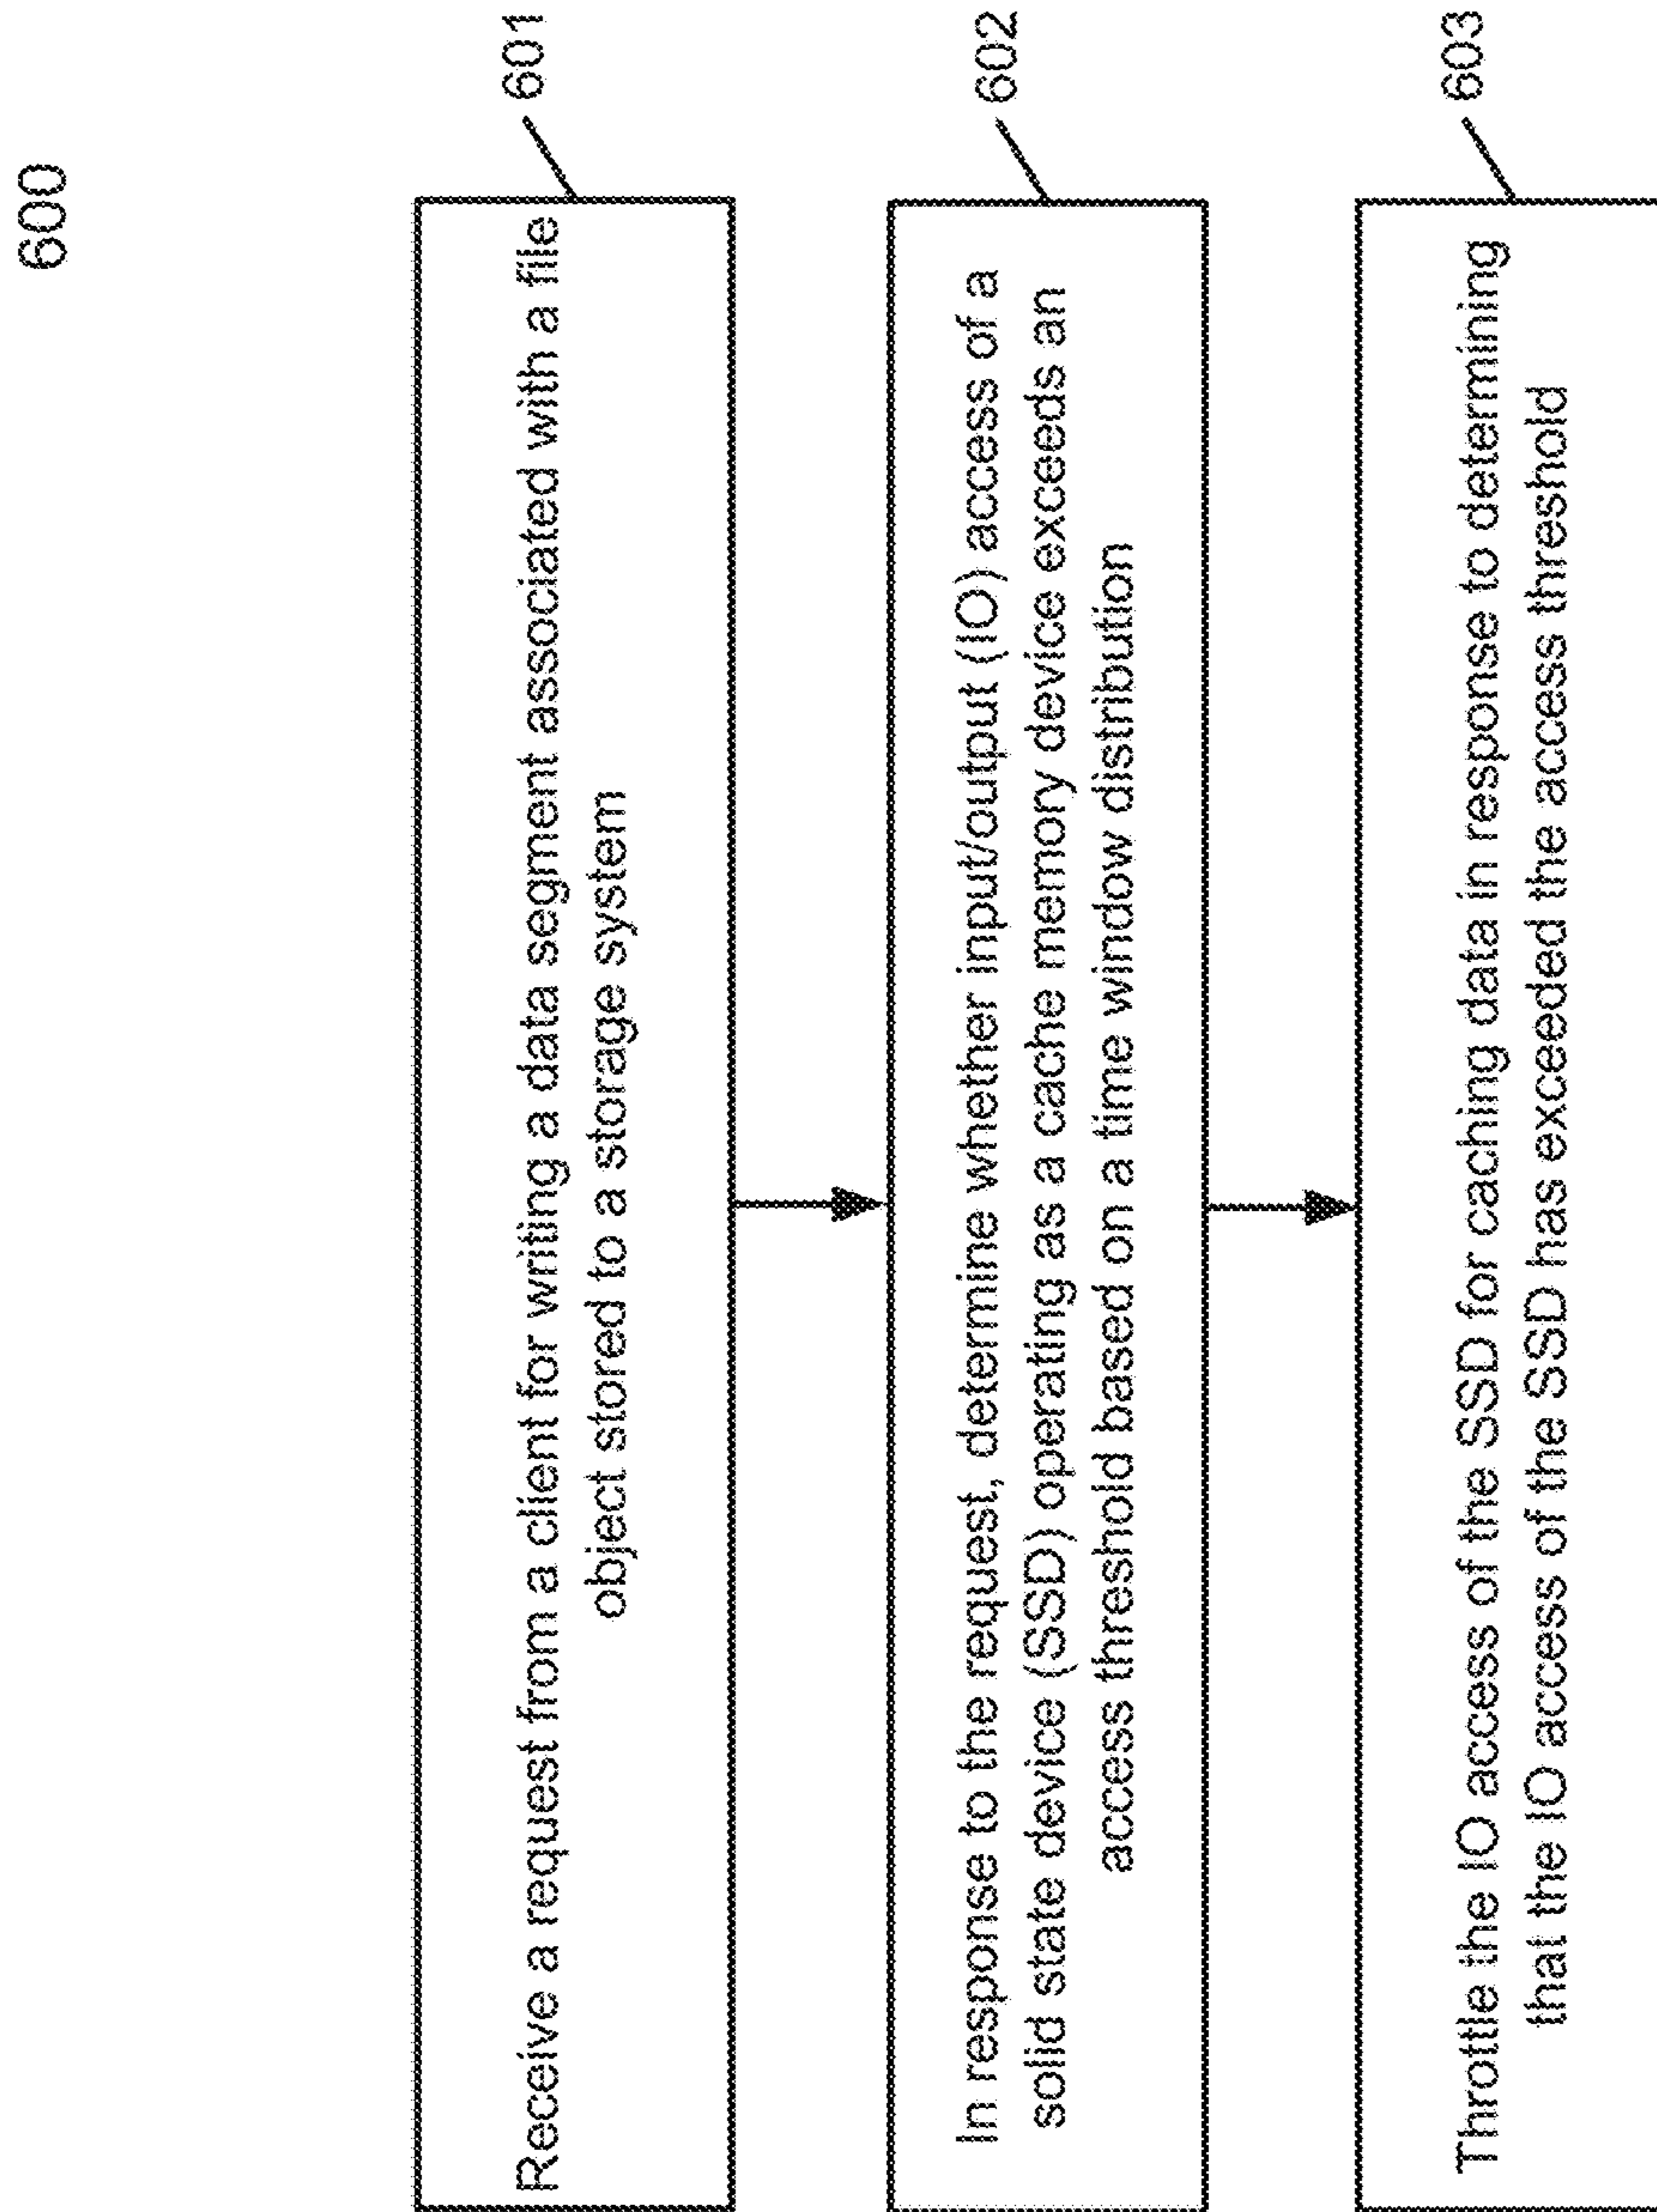 600
Receive a request from a client for writing a data segment associated with a file
object stored to a storage system
601
In response to the request, determine whether input/output (IO) access of a
solid state device (SSD) operating as a cache memory device exceeds an
access threshold based on a time window distribution
602
Throttle the IO access of the SSD for caching data in response to determining
that the IO access of the SSD has exceeded the access threshold
603